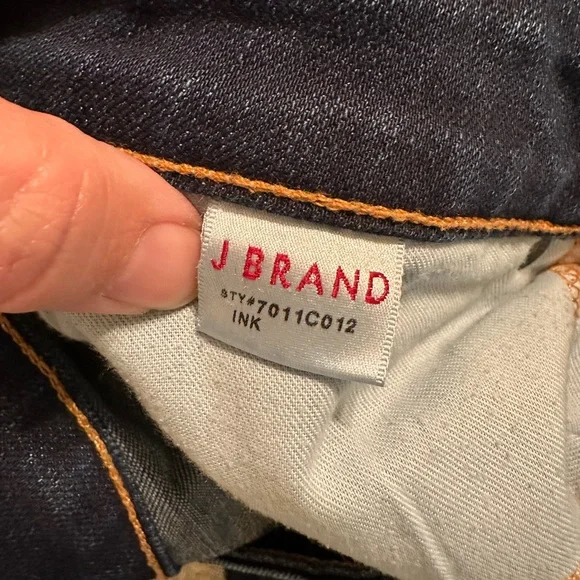 J BRAND
STY#7011C012
INK